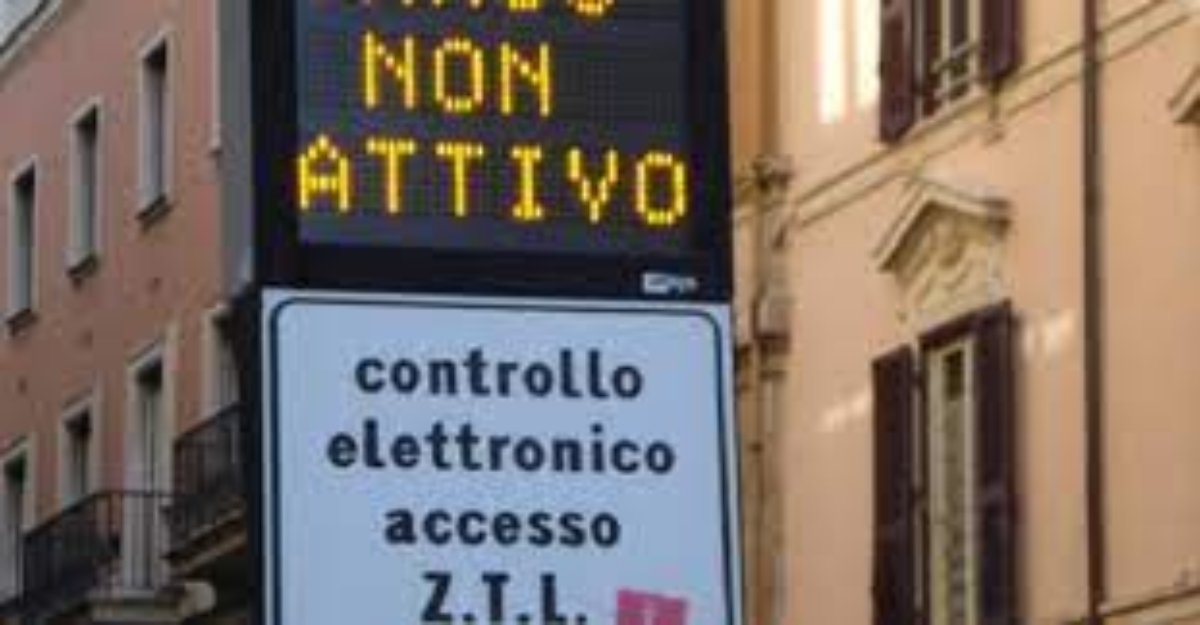 NON
ATTIVO
controllo
elettronico
accesso
Z.T.L.